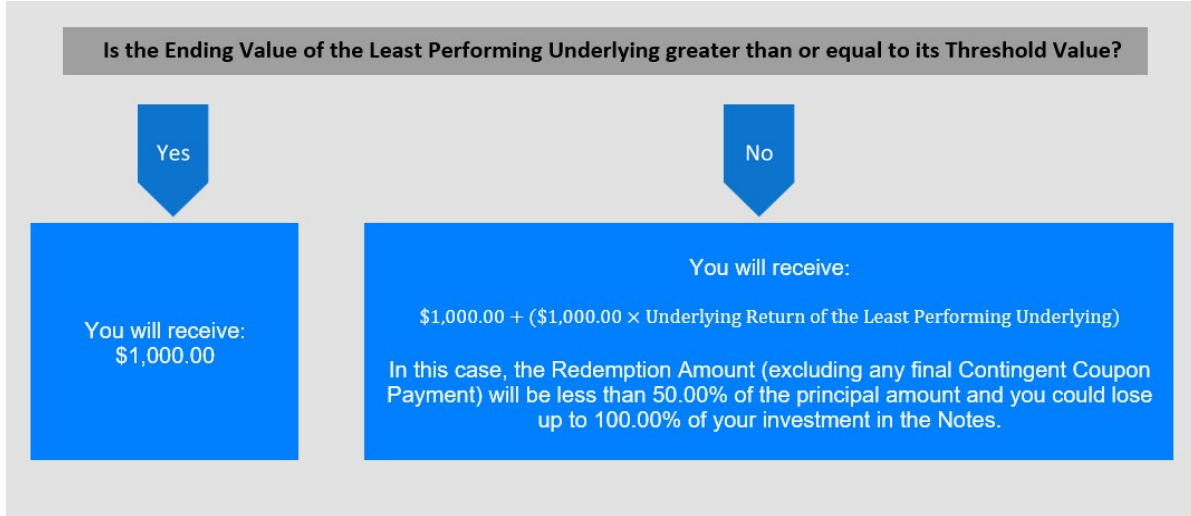 Is the Ending Value of the Least Performing Underlying greater than or equal to its Threshold Value?
Yes
No
You will receive:
$1,000.00
You will receive:
$1,000.00 + ($1,000.00 × Underlying Return of the Least Performing Underlying)
In this case, the Redemption Amount (excluding any final Contingent Coupon
Payment) will be less than 50.00% of the principal amount and you could lose
up to 100.00% of your investment in the Notes.